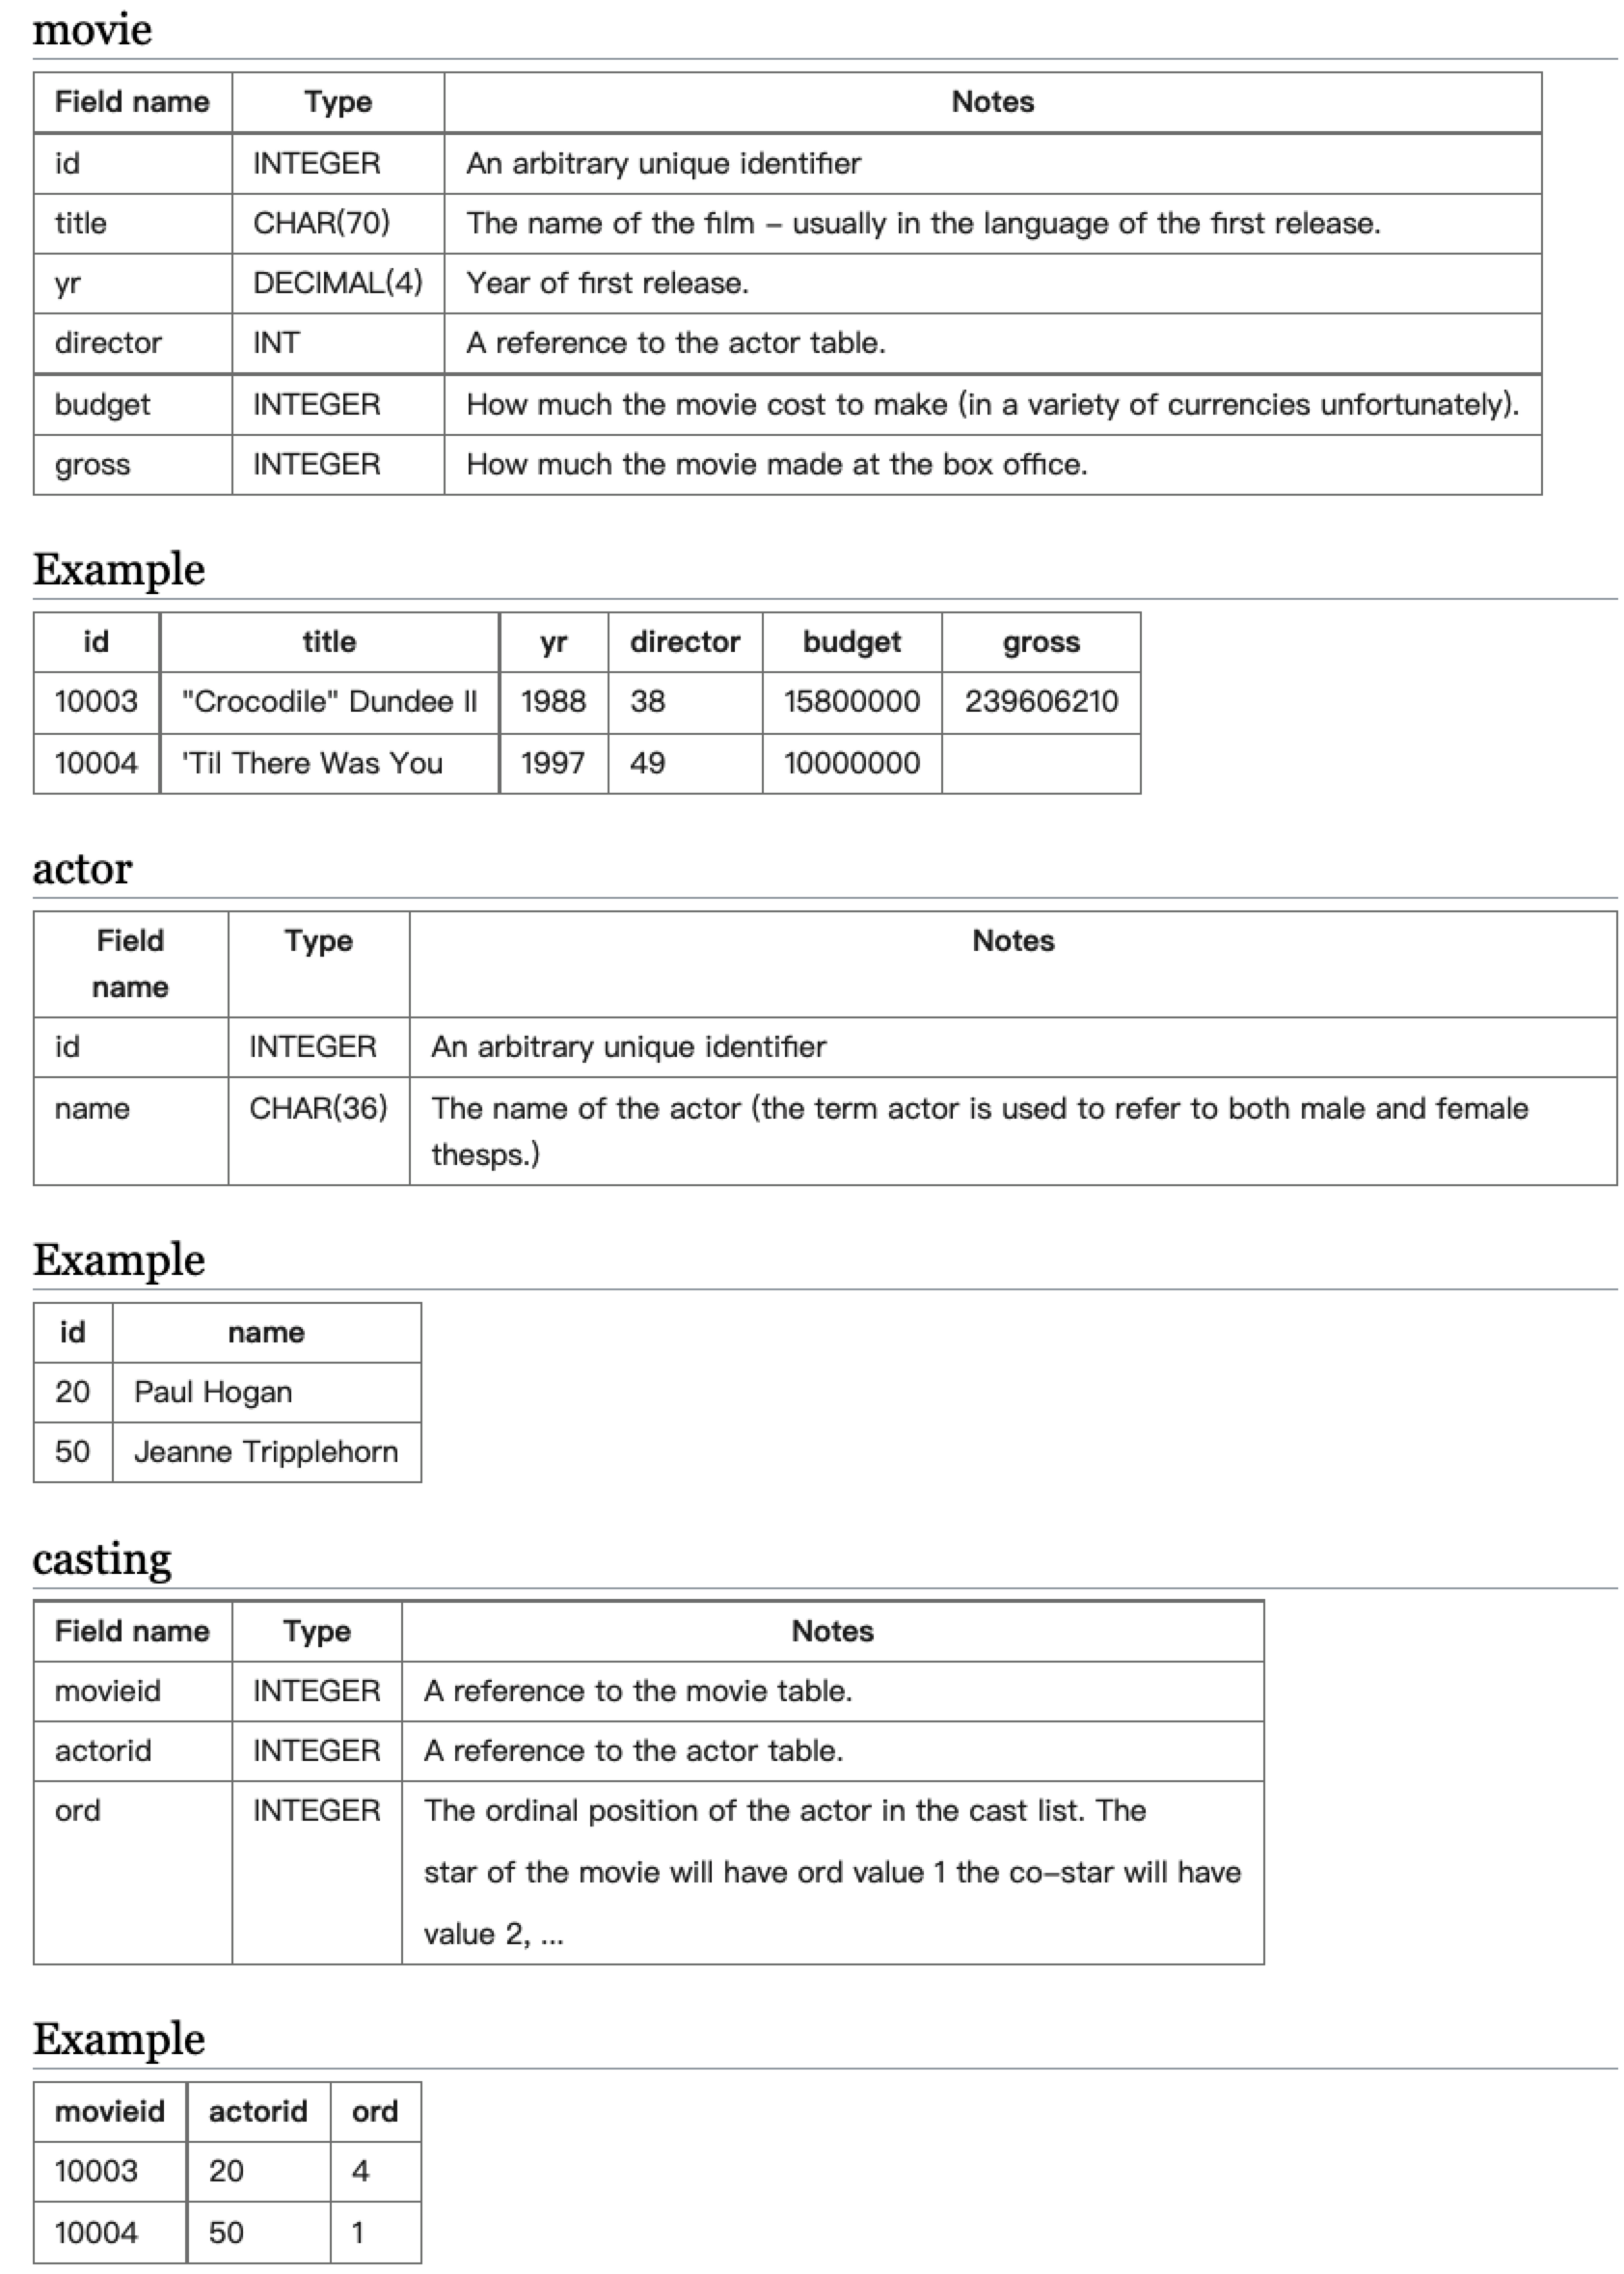 movie
Field name Type Notes
id INTEGER An arbitrary unique identifier
title CHAR(70) The name of the film – usually in the language of the first release.
yr DECIMAL(4) Year of first release.
director INT A reference to the actor table.
budget INTEGER How much the movie cost to make (in a variety of currencies unfortunately).
gross INTEGER How much the movie made at the box office.
Example
id title yr director budget gross
10003 "Crocodile" Dundee II 1988 38 15800000 239606210
10004 'Til There Was You 1997 49 10000000
actor
Field Type Notes
name
id INTEGER An arbitrary unique identifier
name CHAR(36) The name of the actor (the term actor is used to refer to both male and female
thesps.)
Example
id name
20 Paul Hogan
50 Jeanne Tripplehorn
casting
Field name Type Notes
movieid INTEGER A reference to the movie table.
actorid INTEGER A reference to the actor table.
ord INTEGER The ordinal position of the actor in the cast list. The
star of the movie will have ord value 1 the co–star will have
value 2, ...
Example
movieid actorid ord
10003 20 4
10004 50 1